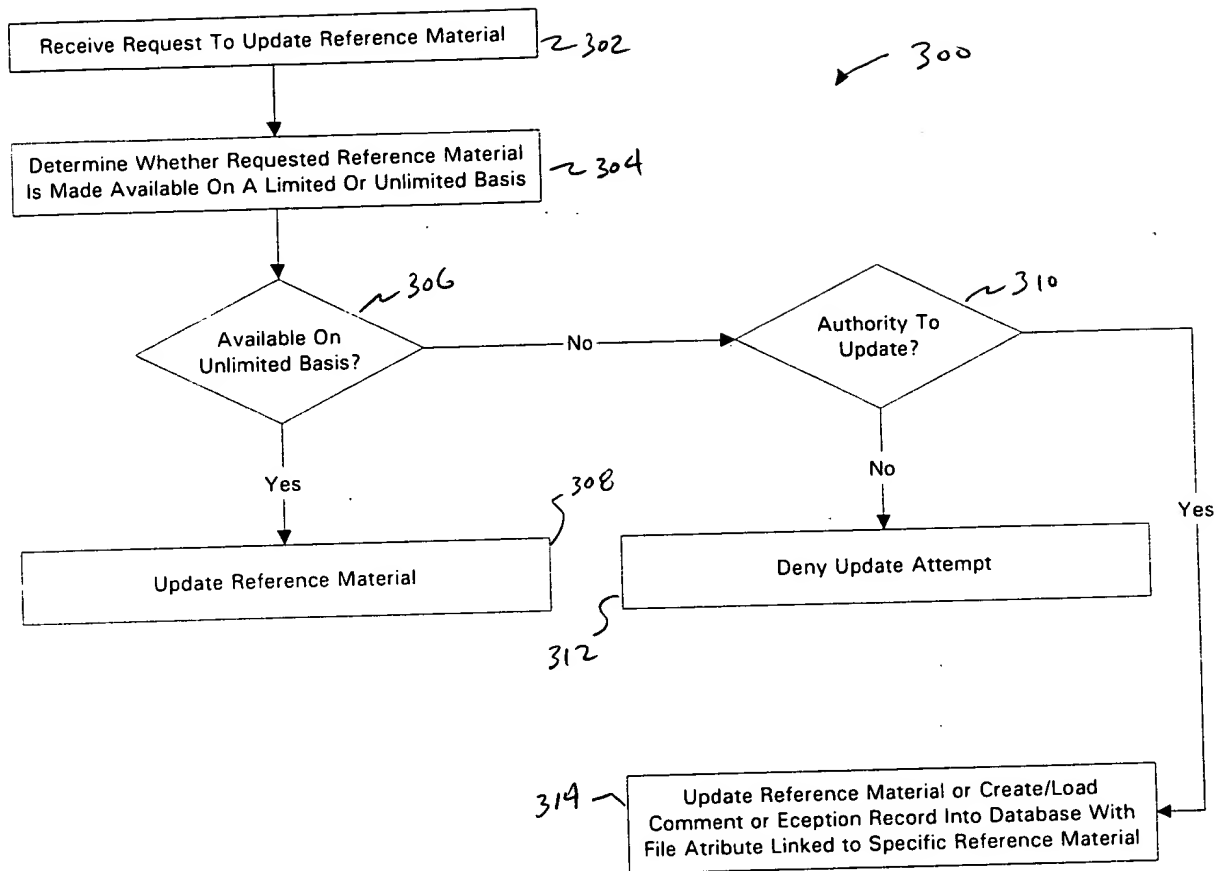 Receive Request To Update Reference Material
302
300
Determine Whether Requested Reference Material
Is Made Available On A Limited Or Unlimited Basis
304
306
Available On
Unlimited Basis?
No
310
Authority To
Update?
Yes
No
Yes
308
Update Reference Material
Deny Update Attempt
312
314
Update Reference Material or Create/Load
Comment or Eception Record Into Database With
File Atribute Linked to Specific Reference Material